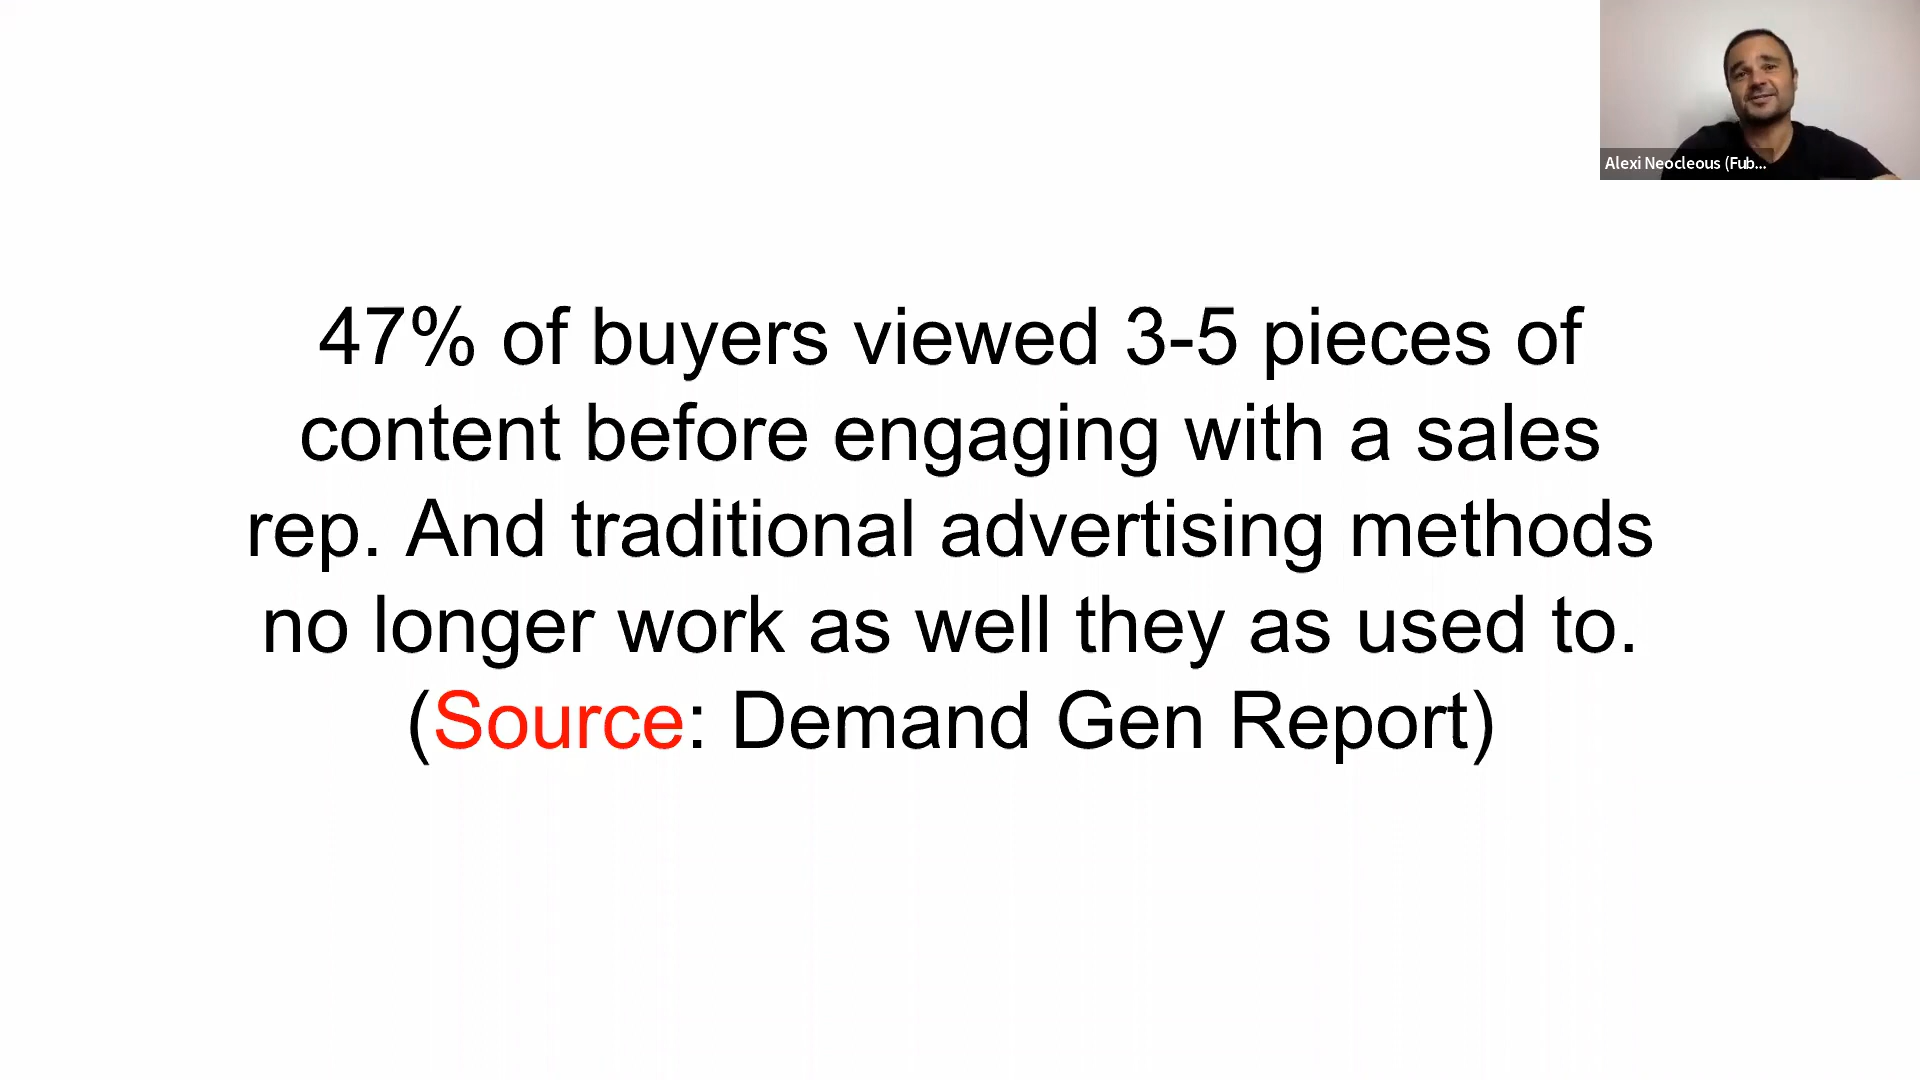 Alexi Neocleous (Fub...
47% of buyers viewed 3-5 pieces of
content before engaging with a sales
rep. And traditional advertising methods
no longer work as well they as used to.
(Source: Demand Gen Report)